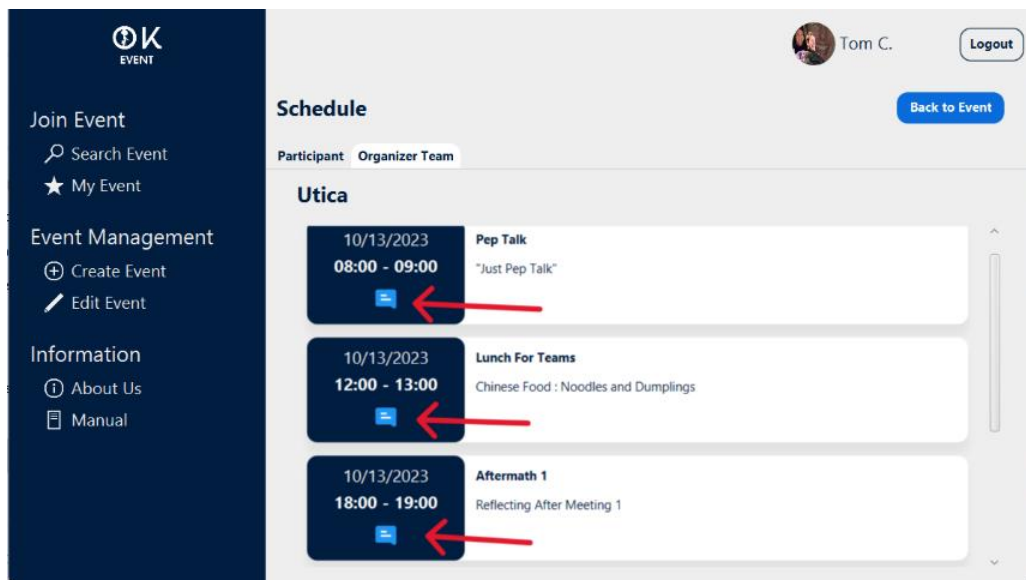 OK
EVENT
Tom C.
Logout
Join Event
Search Event
My Event
Event Management
Create Event
Edit Event
Information
About Us
Manual
Schedule
Back to Event
Participant
Organizer Team
Utica
10/13/2023
08:00 - 09:00
Pep Talk
"Just Pep Talk"
10/13/2023
12:00 - 13:00
Lunch For Teams
Chinese Food : Noodles and Dumplings
10/13/2023
18:00 - 19:00
Aftermath 1
Reflecting After Meeting 1